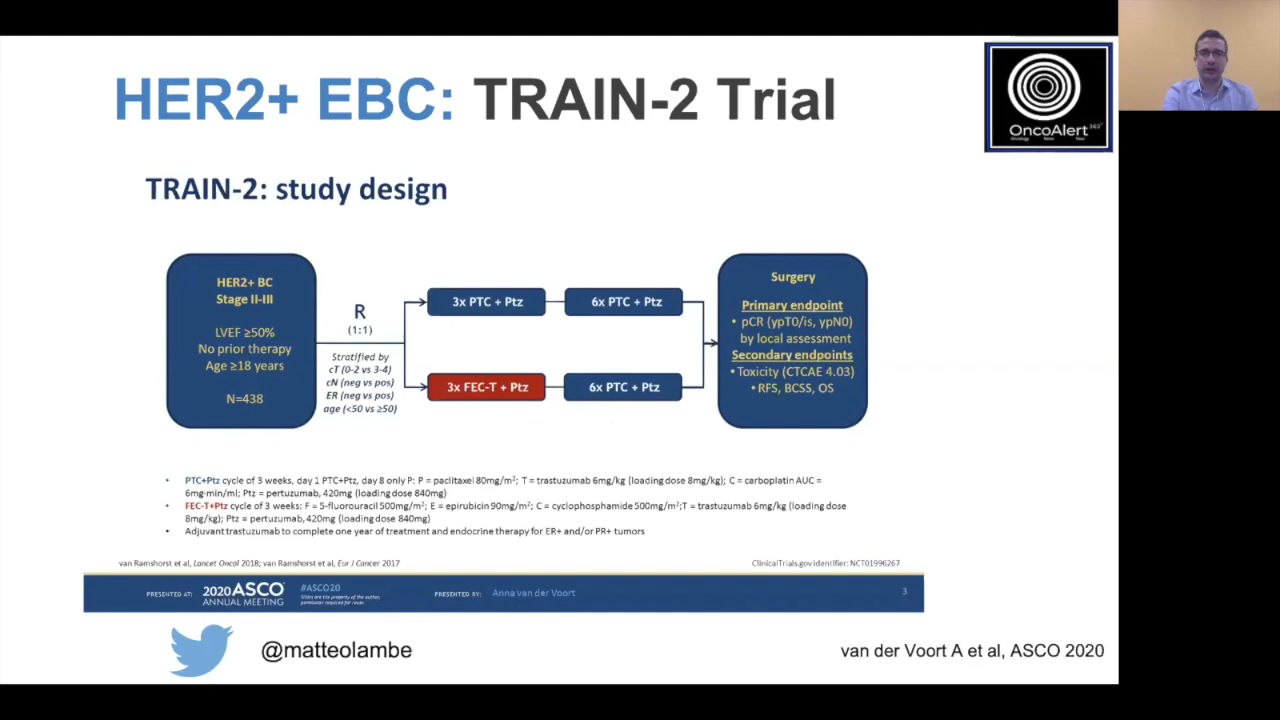 HER2+ EBC: TRAIN-2 Trial
OncoAlert 360°
TRAIN-2: study design
HER2+ BC
Stage II-III
LVEF ≥50%
No prior therapy
Age ≥18 years
N=438
R
(1:1)
Stratified by
cT (0-2 vs 3-4)
cN (neg vs pos)
ER (neg vs pos)
age (<50 vs ≥50)
3x PTC + Ptz
6x PTC + Ptz
3x FEC-T + Ptz
6x PTC + Ptz
Surgery
Primary endpoint
• pCR (ypT0/is, ypN0)
by local assessment
Secondary endpoints
• Toxicity (CTCAE 4.03)
• RFS, BCSS, OS
• PTC+Ptz cycle of 3 weeks, day 1 PTC+Ptz, day 8 only P: P = paclitaxel 80mg/m²; T = trastuzumab 6mg/kg (loading dose 8mg/kg); C = carboplatin AUC =
6mg·min/ml; Ptz = pertuzumab, 420mg (loading dose 840mg)
• FEC-T+Ptz cycle of 3 weeks: F = 5-fluorouracil 500mg/m²; E = epirubicin 90mg/m²; C = cyclophosphamide 500mg/m²;T = trastuzumab 6mg/kg (loading dose
8mg/kg); Ptz = pertuzumab, 420mg (loading dose 840mg)
• Adjuvant trastuzumab to complete one year of treatment and endocrine therapy for ER+ and/or PR+ tumors
van Ramshorst et al, Lancet Oncol 2018; van Ramshorst et al, Eur J Cancer 2017
ClinicalTrials.gov identifier: NCT01996267
PRESENTED AT:
2020 ASCO
ANNUAL MEETING
#ASCO20
Slides are the property of the author,
permission required for reuse.
PRESENTED BY: Anna van der Voort
3
@matteolambe
van der Voort A et al, ASCO 2020